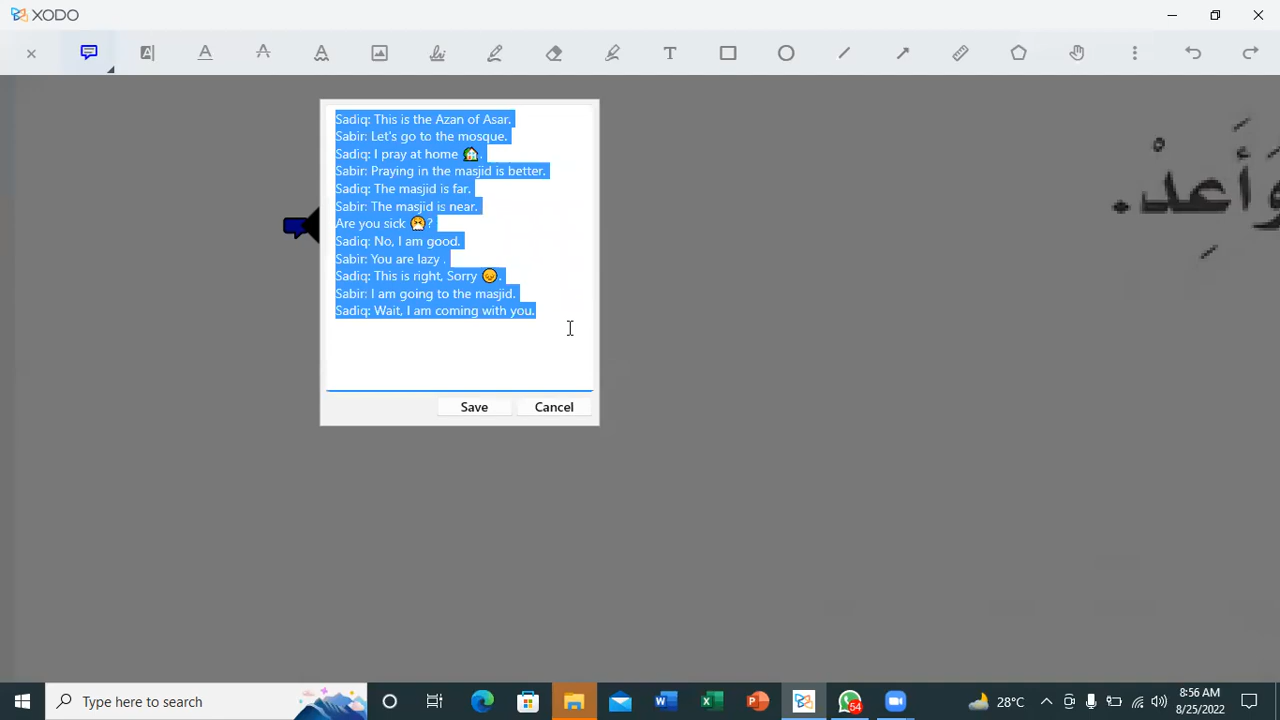 XODO
Sadiq: This is the Azan of Asar.
Sabir: Let's go to the mosque.
Sadiq: I pray at home 🏠.
Sabir: Praying in the masjid is better.
Sadiq: The masjid is far.
Sabir: The masjid is near.
Are you sick 😷?
Sadiq: No, I am good.
Sabir: You are lazy .
Sadiq: This is right, Sorry 😞.
Sabir: I am going to the masjid.
Sadiq: Wait, I am coming with you.
Save Cancel
Type here to search
54
28°C
8:56 AM
8/25/2022